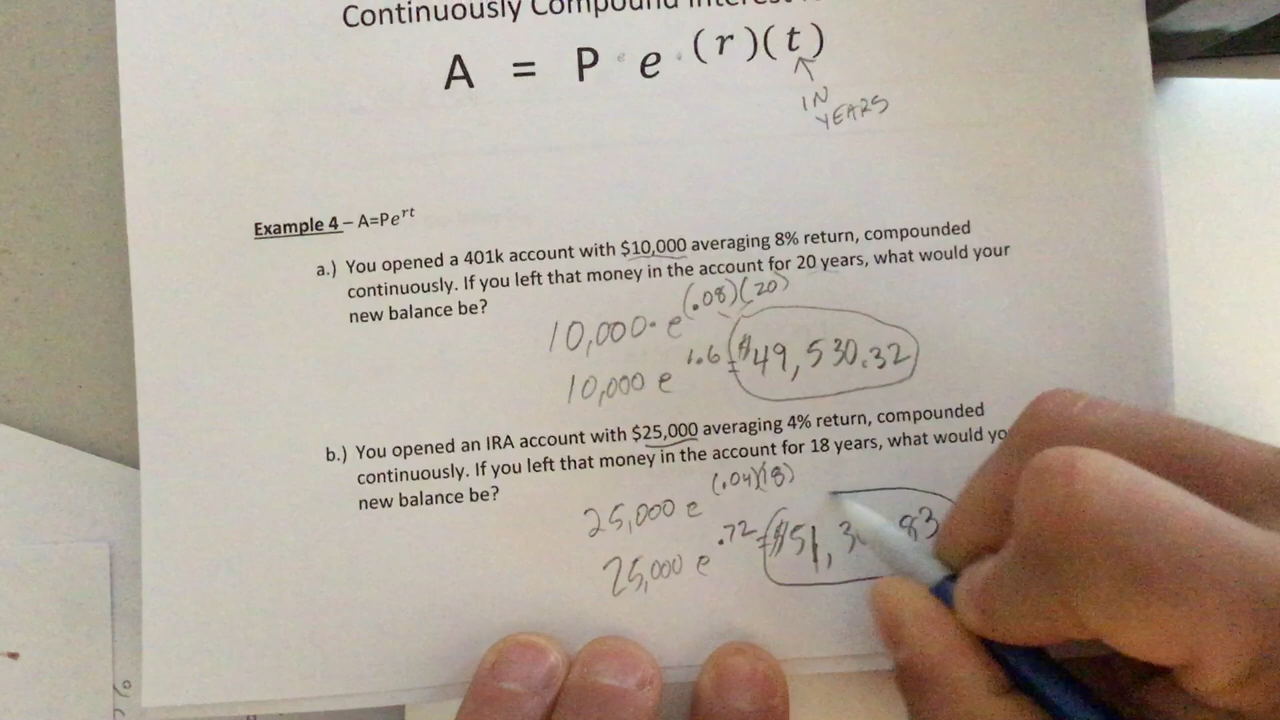 Continuously Compound Interest
A = P · e (r)(t)
IN
YEARS
Example 4 – A=Pe^rt
a.) You opened a 401k account with $10,000 averaging 8% return, compounded
continuously. If you left that money in the account for 20 years, what would your
new balance be?
10,000· e^(.08)(20)
10,000 e^1.6 = $49,530.32
b.) You opened an IRA account with $25,000 averaging 4% return, compounded
continuously. If you left that money in the account for 18 years, what would
new balance be?
25,000 e^(.04)(18)
25,000 e^.72 = $51,3 83